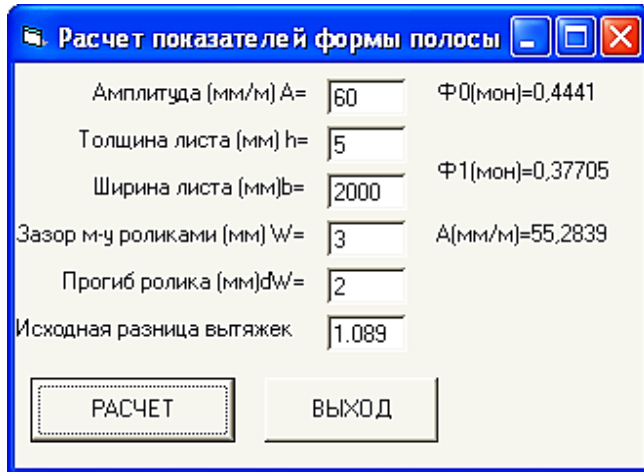 Расчет показателей формы полосы
Амплитуда (мм/м) A= 60 Ф0(мон)=0,4441
Толщина листа (мм) h= 5
Ф1(мон)=0,37705
Ширина листа (мм)b= 2000
Зазор м-у роликами (мм) W= 3 A(мм/м)=55,2839
Прогиб ролика (мм)dW= 2
Исходная разница вытяжек 1.089
РАСЧЕТ ВЫХОД